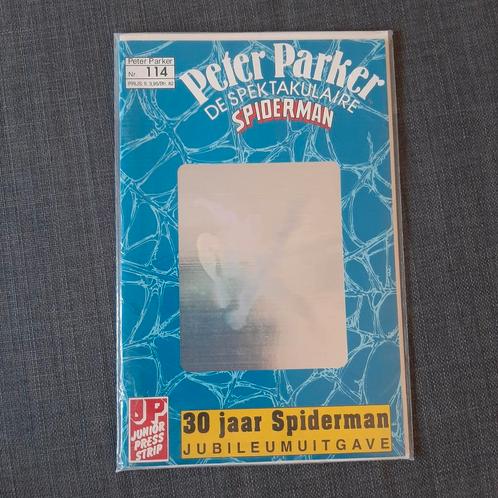 Peter Parker
Nr. 114
Peter Parker
DE SPEKTAKULAIRE
SPIDERMAN
JP
JUNIOR
PRESS
STRIP
30 jaar Spiderman
JUBILEUMUITGAVE